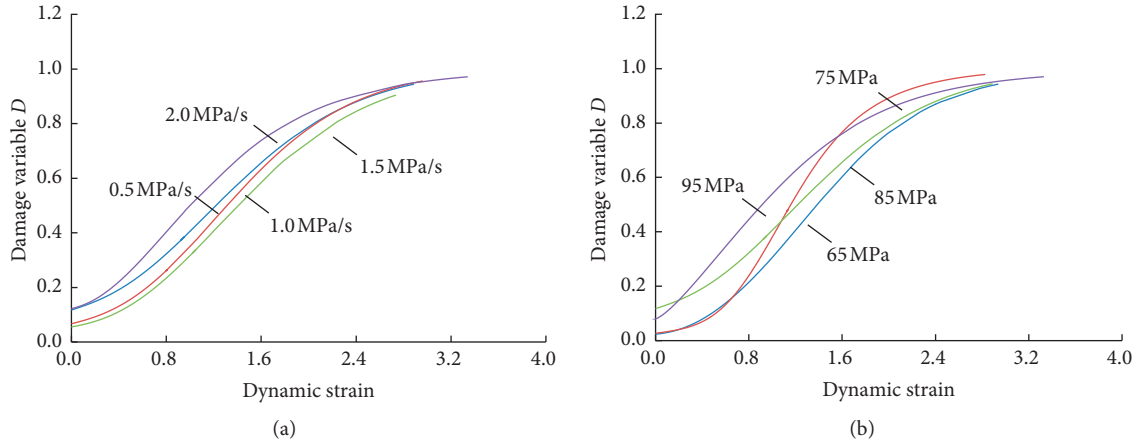 Damage variable D
1.2
1.0
0.8
0.6
0.4
0.2
0.0
2.0 MPa/s
1.5 MPa/s
0.5 MPa/s
1.0 MPa/s
0.0 0.8 1.6 2.4 3.2 4.0
Dynamic strain
(a)
Damage variable D
1.2
1.0
0.8
0.6
0.4
0.2
0.0
75 MPa
95 MPa
85 MPa
65 MPa
0.0 0.8 1.6 2.4 3.2 4.0
Dynamic strain
(b)